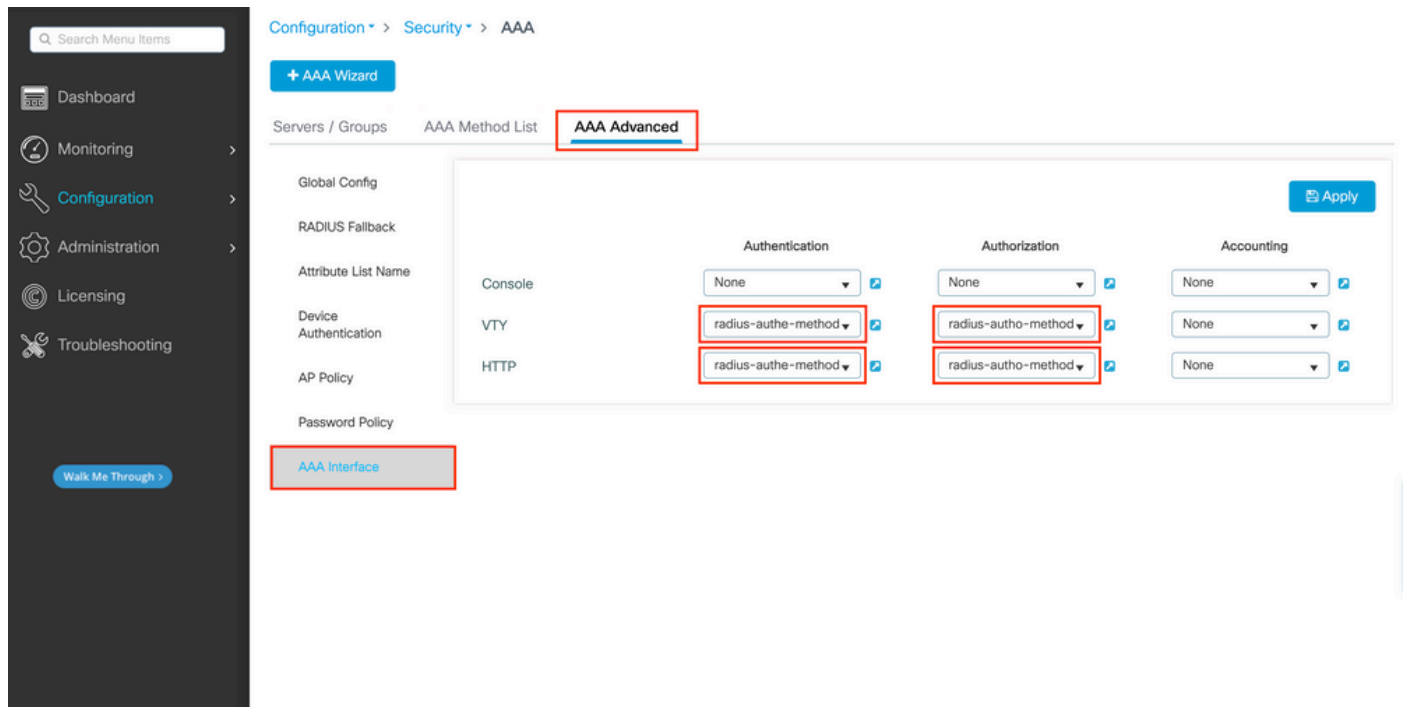 Search Menu Items
Dashboard
Monitoring
Configuration
Administration
Licensing
Troubleshooting
Walk Me Through >
Configuration > Security > AAA
+ AAA Wizard
Servers / Groups AAA Method List AAA Advanced
Global Config
RADIUS Fallback
Attribute List Name
Device
Authentication
AP Policy
Password Policy
AAA Interface
Apply
Authentication Authorization Accounting
Console None None None
VTY radius-authe-method radius-autho-method None
HTTP radius-authe-method radius-autho-method None